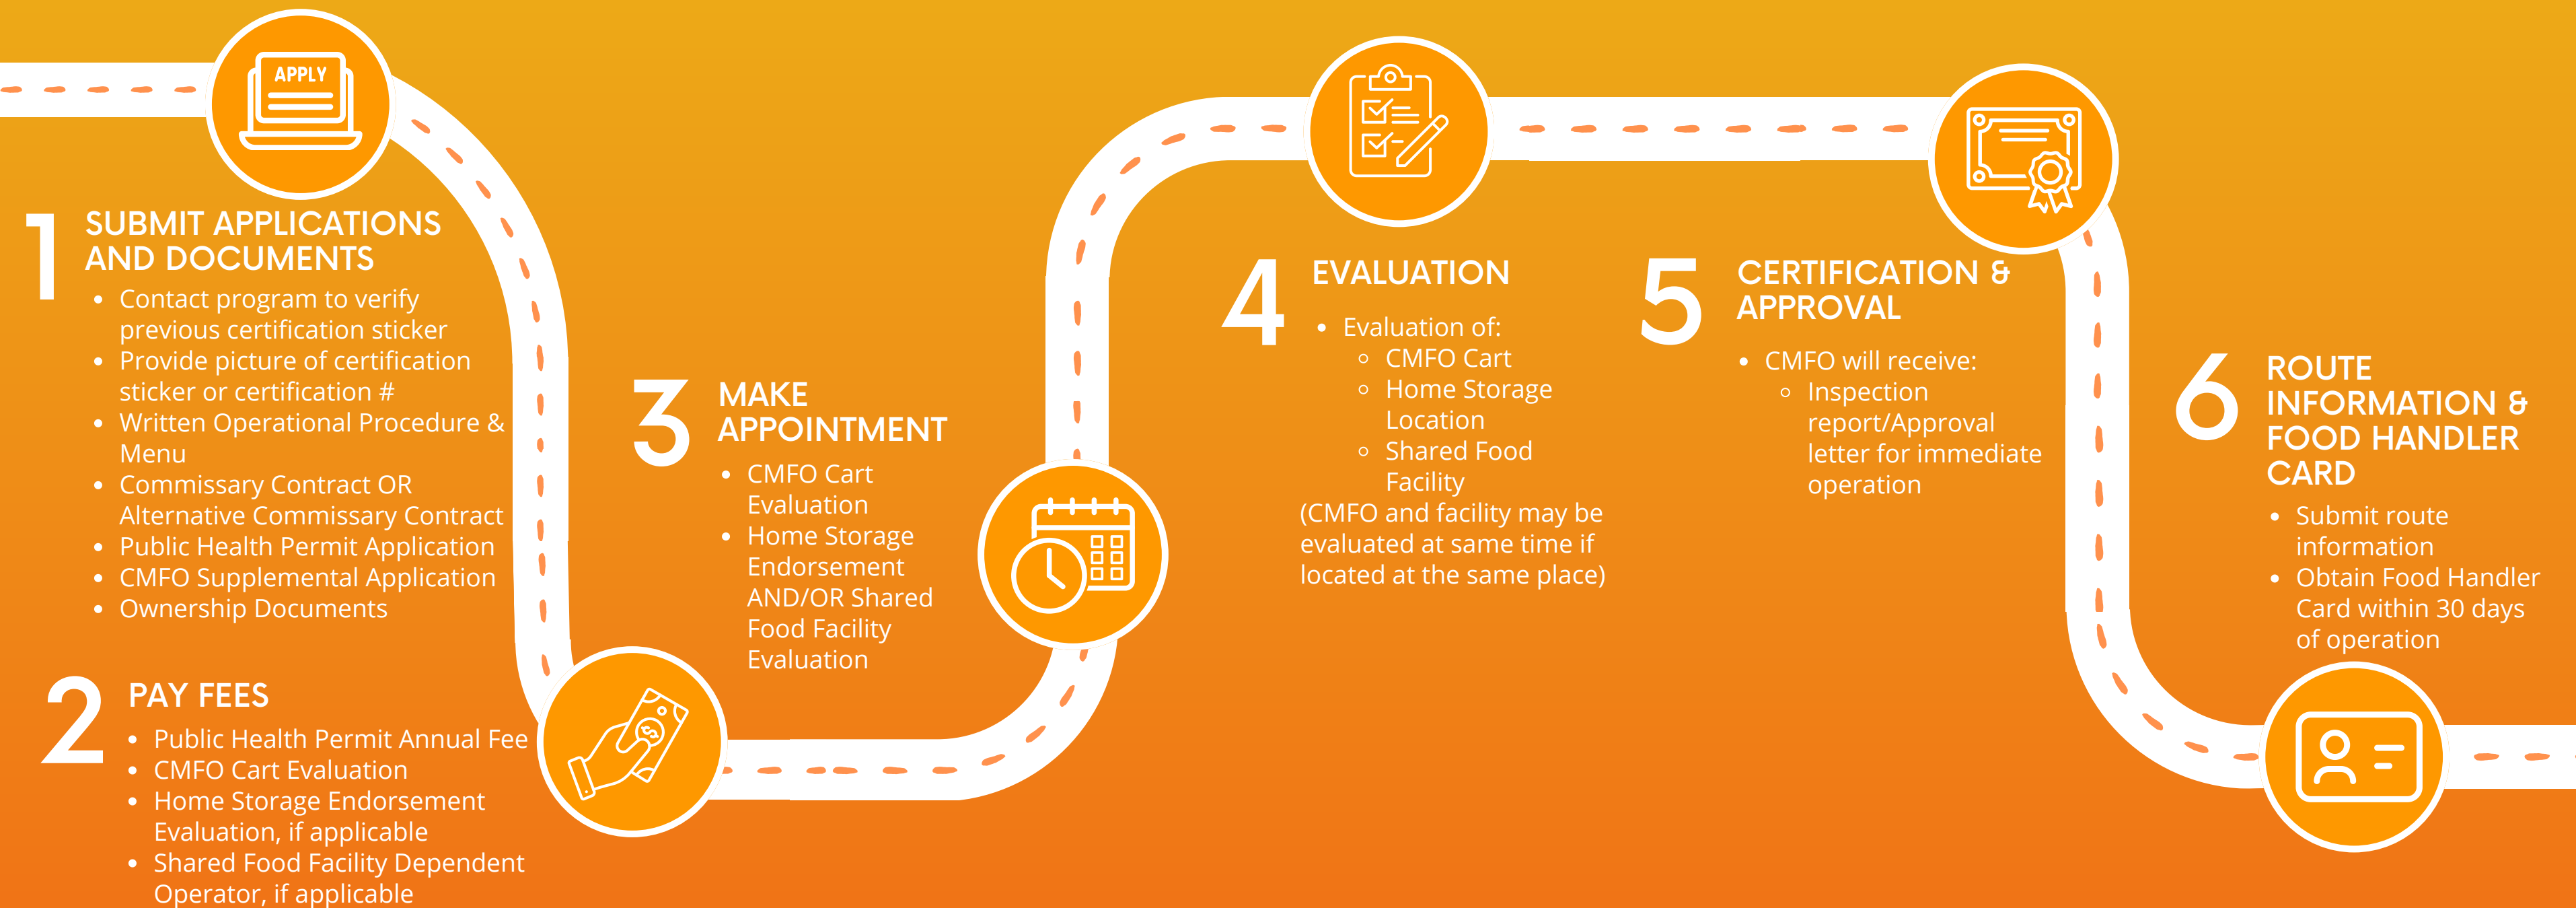 APPLY
1
SUBMIT APPLICATIONS
AND DOCUMENTS
• Contact program to verify
previous certification sticker
• Provide picture of certification
sticker or certification #
• Written Operational Procedure &
Menu
• Commissary Contract OR
Alternative Commissary Contract
• Public Health Permit Application
• CMFO Supplemental Application
• Ownership Documents
2
PAY FEES
• Public Health Permit Annual Fee
• CMFO Cart Evaluation
• Home Storage Endorsement
Evaluation, if applicable
• Shared Food Facility Dependent
Operator, if applicable
3
MAKE
APPOINTMENT
• CMFO Cart
Evaluation
• Home Storage
Endorsement
AND/OR Shared
Food Facility
Evaluation
4
EVALUATION
• Evaluation of:
◦ CMFO Cart
◦ Home Storage
Location
◦ Shared Food
Facility
(CMFO and facility may be
evaluated at same time if
located at the same place)
5
CERTIFICATION &
APPROVAL
• CMFO will receive:
◦ Inspection
report/Approval
letter for immediate
operation
6
ROUTE
INFORMATION &
FOOD HANDLER
CARD
• Submit route
information
• Obtain Food Handler
Card within 30 days
of operation
$